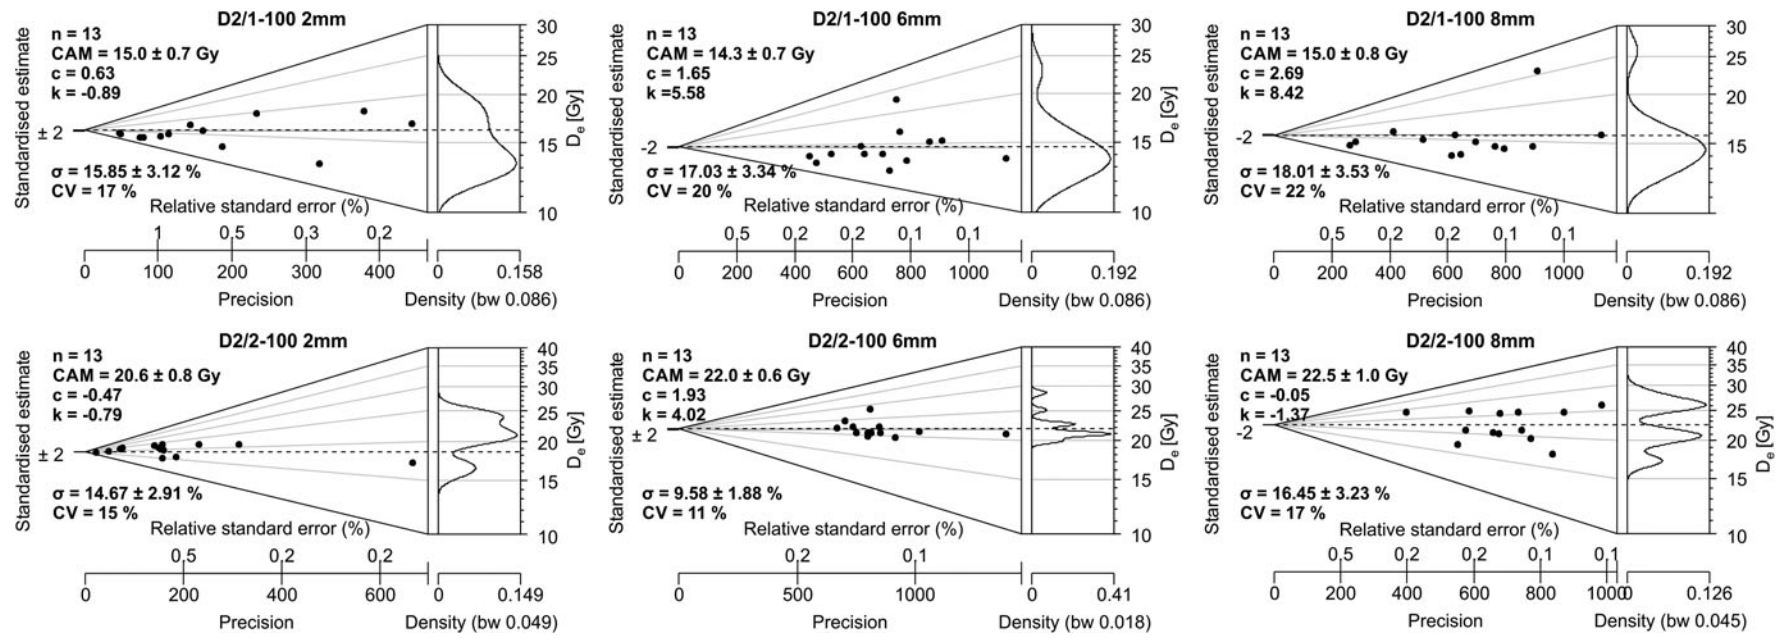 D2/1-100 2mm
n = 13
CAM = 15.0 ± 0.7 Gy
c = 0.63
k = -0.89
Standardised estimate
± 2
σ = 15.85 ± 3.12 %
CV = 17 %
Relative standard error (%)
1 0.5 0.3 0.2
0 100 200 300 400
Precision
30
25
20
15
10
De [Gy]
0 0.158
Density (bw 0.086)
D2/1-100 6mm
n = 13
CAM = 14.3 ± 0.7 Gy
c = 1.65
k =5.58
Standardised estimate
-2
σ = 17.03 ± 3.34 %
CV = 20 %
Relative standard error (%)
0.5 0.2 0.2 0.1 0.1
0 200 400 600 800 1000
Precision
30
25
20
15
10
De [Gy]
0 0.192
Density (bw 0.086)
D2/1-100 8mm
n = 13
CAM = 15.0 ± 0.8 Gy
c = 2.69
k = 8.42
Standardised estimate
-2
σ = 18.01 ± 3.53 %
CV = 22 %
Relative standard error (%)
0.5 0.2 0.2 0.1 0.1
0 200 400 600 800 1000
Precision
30
25
20
15
10
De [Gy]
0 0.192
Density (bw 0.086)
D2/2-100 2mm
n = 13
CAM = 20.6 ± 0.8 Gy
c = -0.47
k = -0.79
Standardised estimate
± 2
σ = 14.67 ± 2.91 %
CV = 15 %
Relative standard error (%)
0.5 0.2 0.2
0 200 400 600
Precision
40
35
30
25
20
15
10
De [Gy]
0 0.149
Density (bw 0.049)
D2/2-100 6mm
n = 13
CAM = 22.0 ± 0.6 Gy
c = 1.93
k = 4.02
Standardised estimate
± 2
σ = 9.58 ± 1.88 %
CV = 11 %
Relative standard error (%)
0.2 0.1
0 500 1000
Precision
40
35
30
25
20
15
10
De [Gy]
0 0.41
Density (bw 0.018)
D2/2-100 8mm
n = 13
CAM = 22.5 ± 1.0 Gy
c = -0.05
k = -1.37
Standardised estimate
-2
σ = 16.45 ± 3.23 %
CV = 17 %
Relative standard error (%)
0.5 0.2 0.2 0.1 0.1
0 200 400 600 800 1000
Precision
40
35
30
25
20
15
10
De [Gy]
0 0.126
Density (bw 0.045)